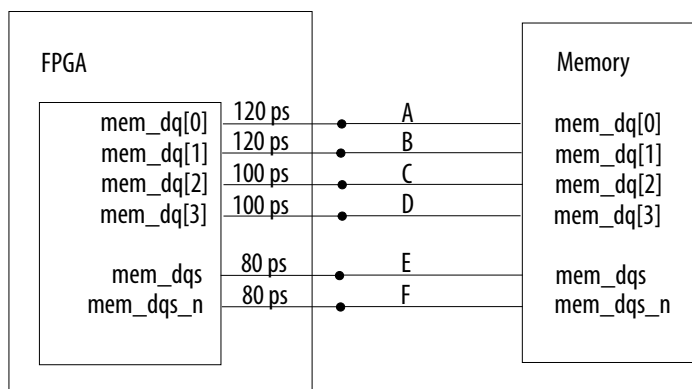 FPGA
Memory
mem_dq[0] 120 ps A mem_dq[0]
mem_dq[1] 120 ps B mem_dq[1]
mem_dq[2] 100 ps C mem_dq[2]
mem_dq[3] 100 ps D mem_dq[3]
mem_dqs 80 ps E mem_dqs
mem_dqs_n 80 ps F mem_dqs_n